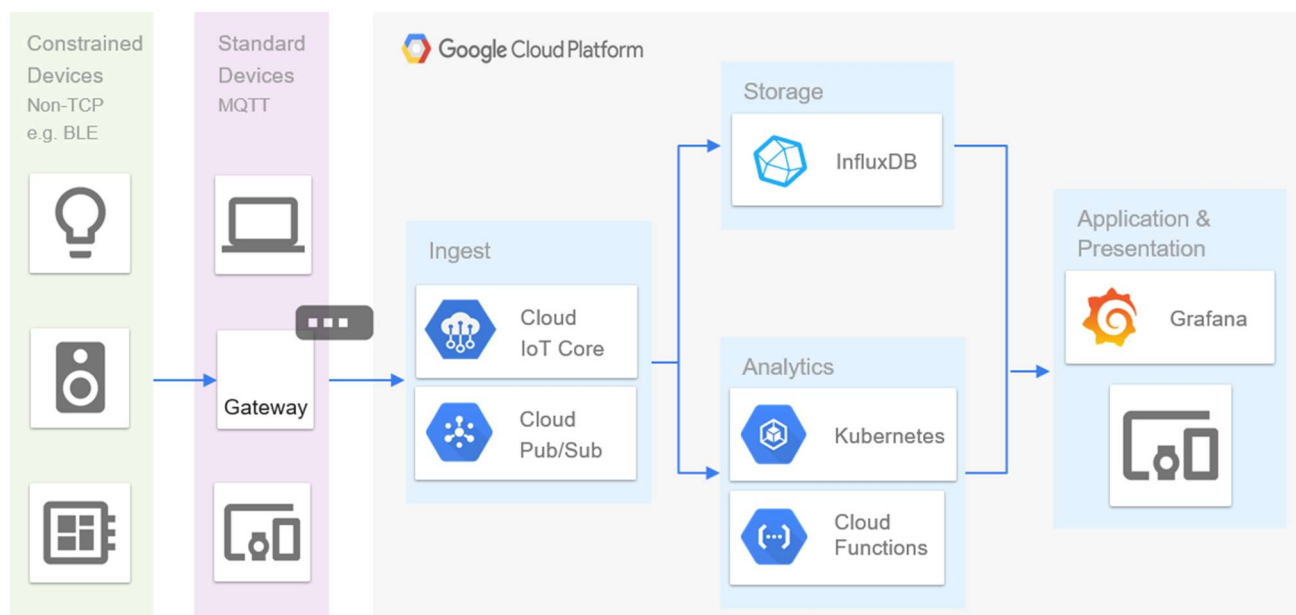 Constrained
Devices
Non-TCP
e.g. BLE
Standard
Devices
MQTT
Gateway
Google Cloud Platform
Ingest
Cloud
IoT Core
Cloud
Pub/Sub
Storage
InfluxDB
Analytics
Kubernetes
Cloud
Functions
Application &
Presentation
Grafana